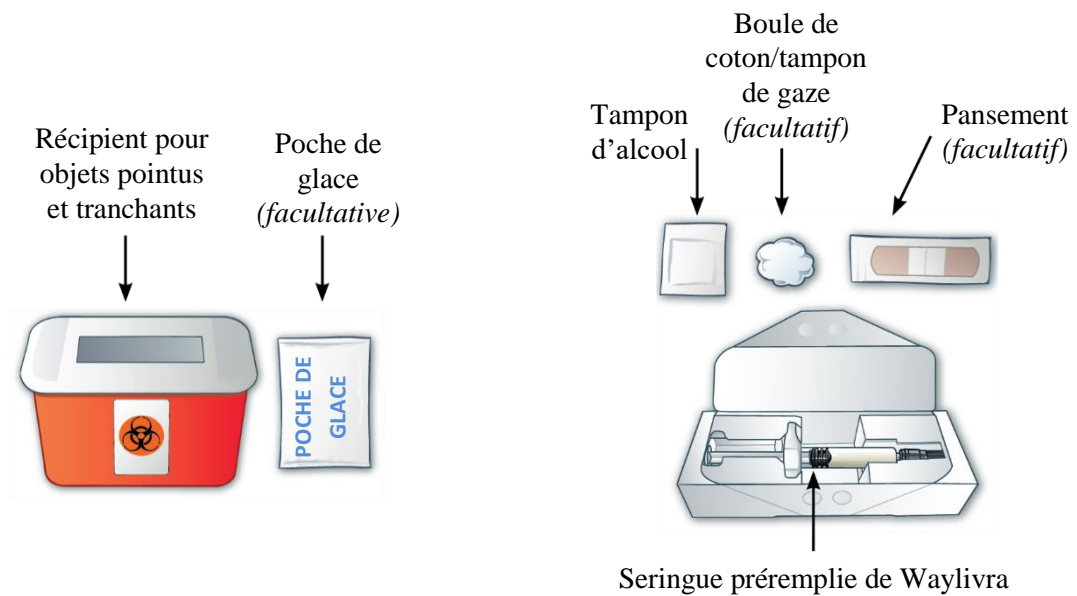 Récipient pour
objets pointus
et tranchants
Poche de
glace
(facultative)
POCHE DE
GLACE
Tampon
d’alcool
Boule de
coton/tampon
de gaze
(facultatif)
Pansement
(facultatif)
Seringue préremplie de Waylivra